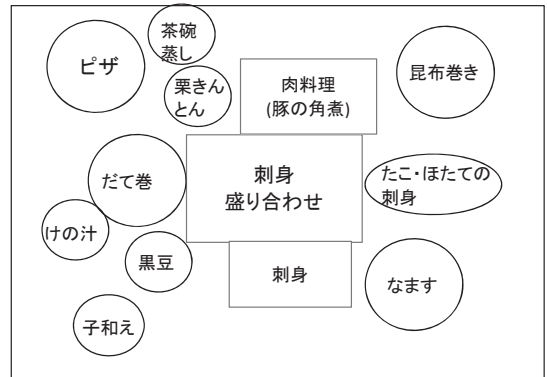 茶碗
蒸し
ピザ
栗きん
とん
肉料理
(豚の角煮)
昆布巻き
だて巻
刺身
盛り合わせ
たこ・ほたての
刺身
けの汁
黒豆
刺身
なます
子和え